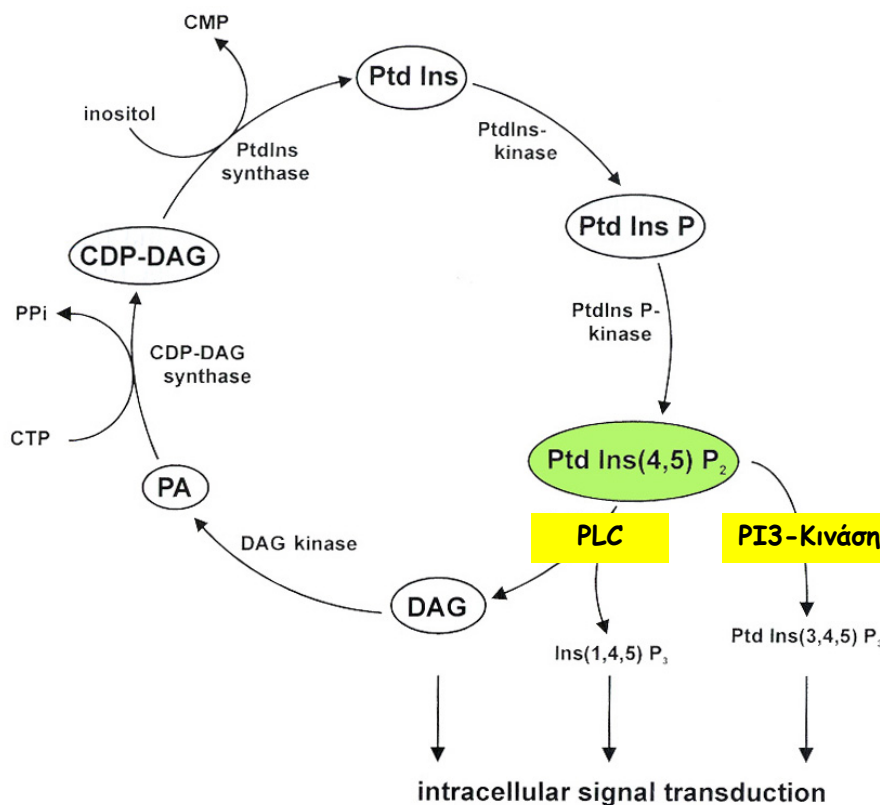 CMP
Ptd Ins
inositol
PtdIns
synthase
PtdIns-
kinase
Ptd Ins P
CDP-DAG
PPi
PtdIns P-
kinase
CDP-DAG
synthase
CTP
Ptd Ins(4,5) P2
PA
PLC
PI3-Κινάση
DAG kinase
DAG
Ins(1,4,5) P3
Ptd Ins(3,4,5) P3
intracellular signal transduction